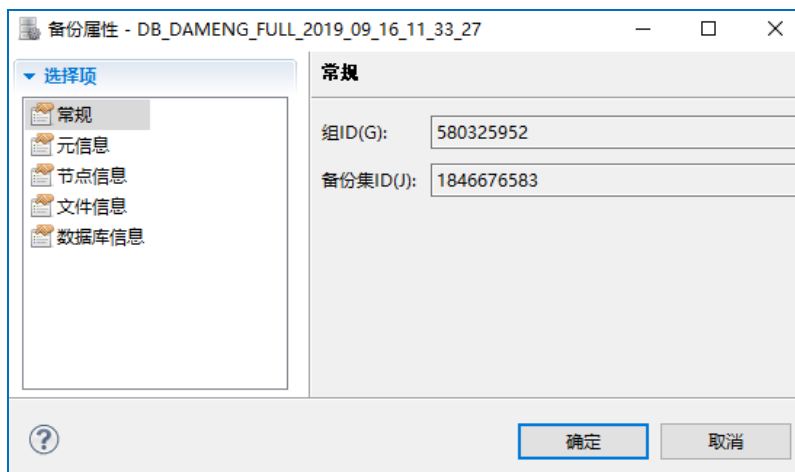 备份属性 - DB_DAMENG_FULL_2019_09_16_11_33_27
选择项
常规
元信息
节点信息
文件信息
数据库信息
常规
组ID(G): 580325952
备份集ID(J): 1846676583
确定 取消